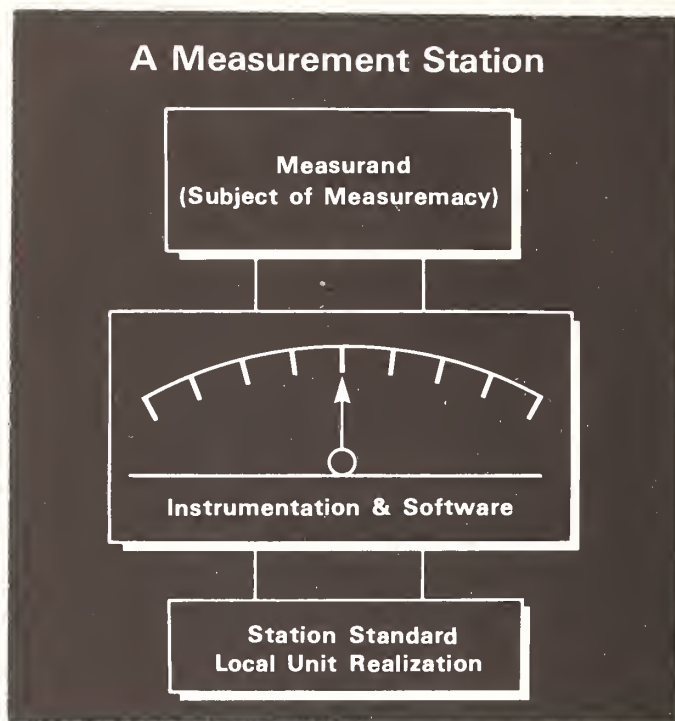 A Measurement Station
Measurand
(Subject of Measuremacy)
Instrumentation & Software
Station Standard
Local Unit Realization